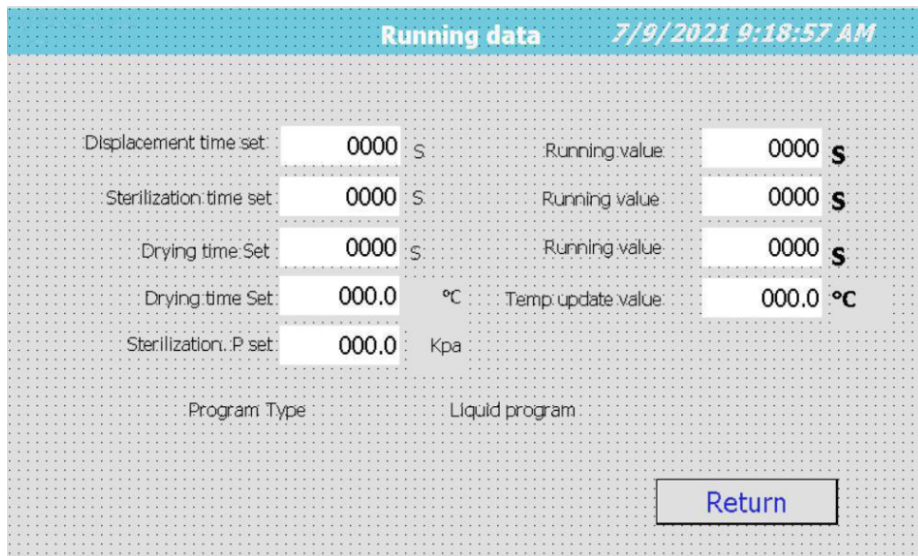 Running data 7/9/2021 9:18:57 AM
Displacement time set 0000 S Running value 0000 S
Sterilization time set 0000 S Running value 0000 S
Drying time Set 0000 S Running value 0000 S
Drying time Set 000.0 °C Temp update value 000.0 °C
Sterilization. P set 000.0 Kpa
Program Type Liquid program
Return